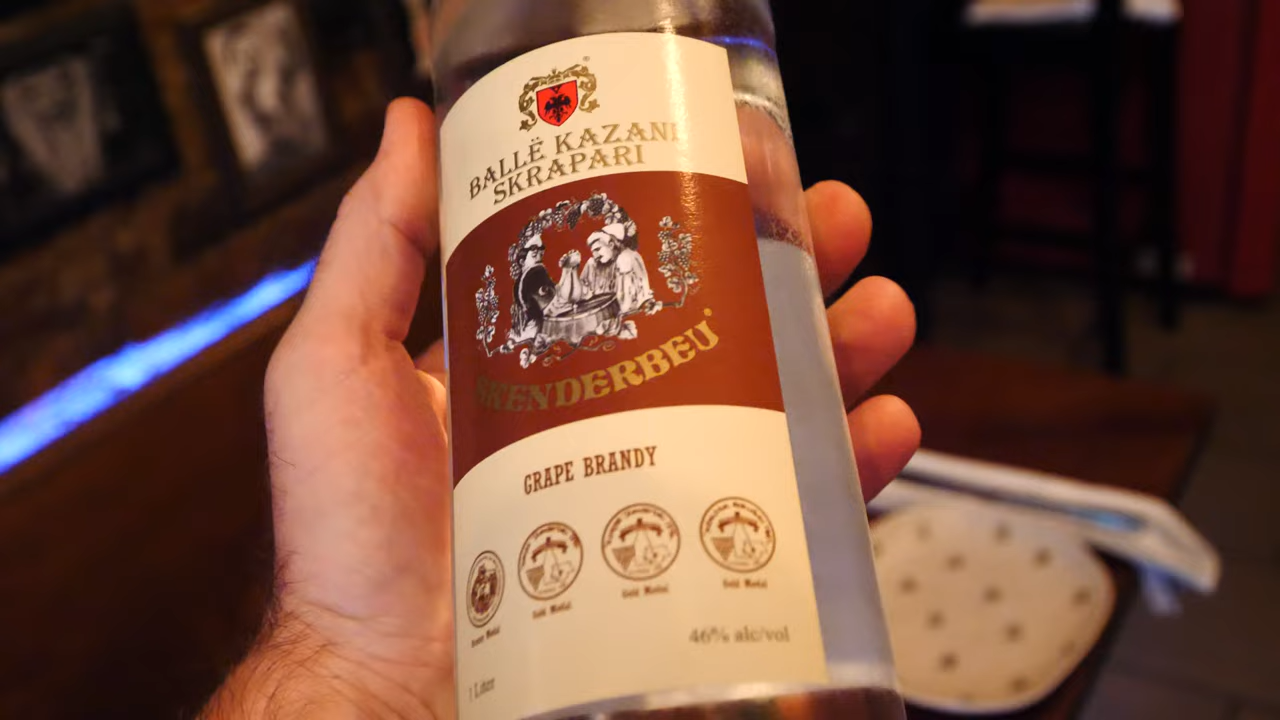 BALLË KAZANI
SKRAPARI
SKENDERBEU
GRAPE BRANDY
Gold Medal
Gold Medal
Gold Medal
46% alc/vol
1 Liter